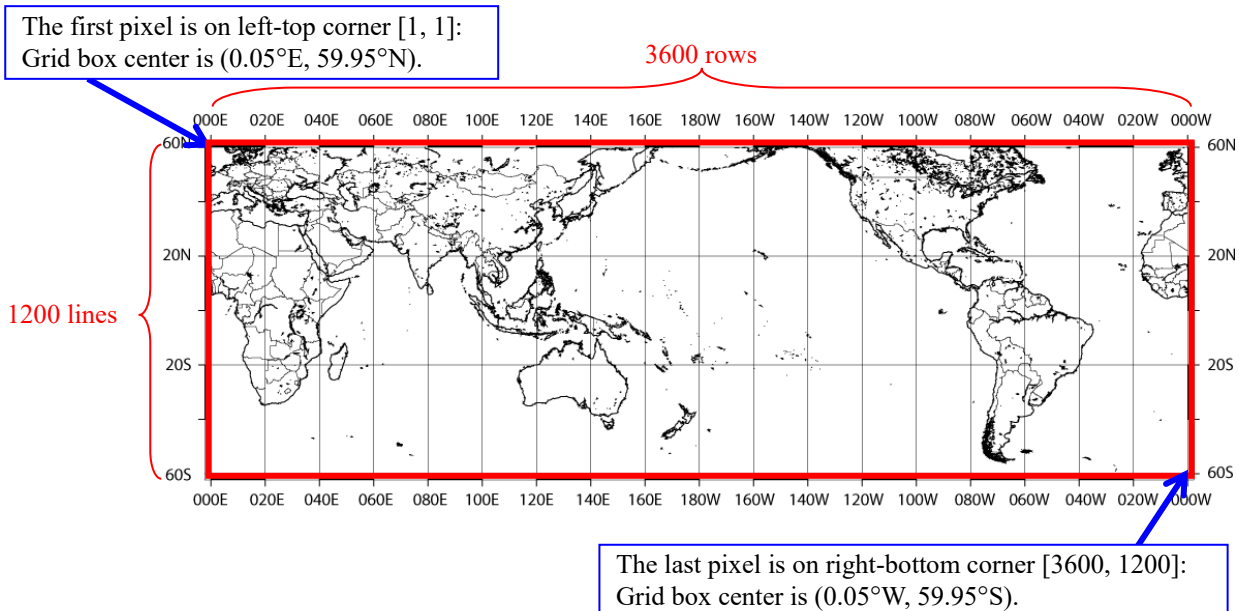 The first pixel is on left-top corner [1, 1]:
Grid box center is (0.05°E, 59.95°N).
3600 rows
000E 020E 040E 060E 080E 100E 120E 140E 160E 180W 160W 140W 120W 100W 080W 060W 040W 020W 000W
60N 60N
20N 20N
1200 lines
20S 20S
60S 60S
000E 020E 040E 060E 080E 100E 120E 140E 160E 180W 160W 140W 120W 100W 080W 060W 040W 020W 000W
The last pixel is on right-bottom corner [3600, 1200]:
Grid box center is (0.05°W, 59.95°S).